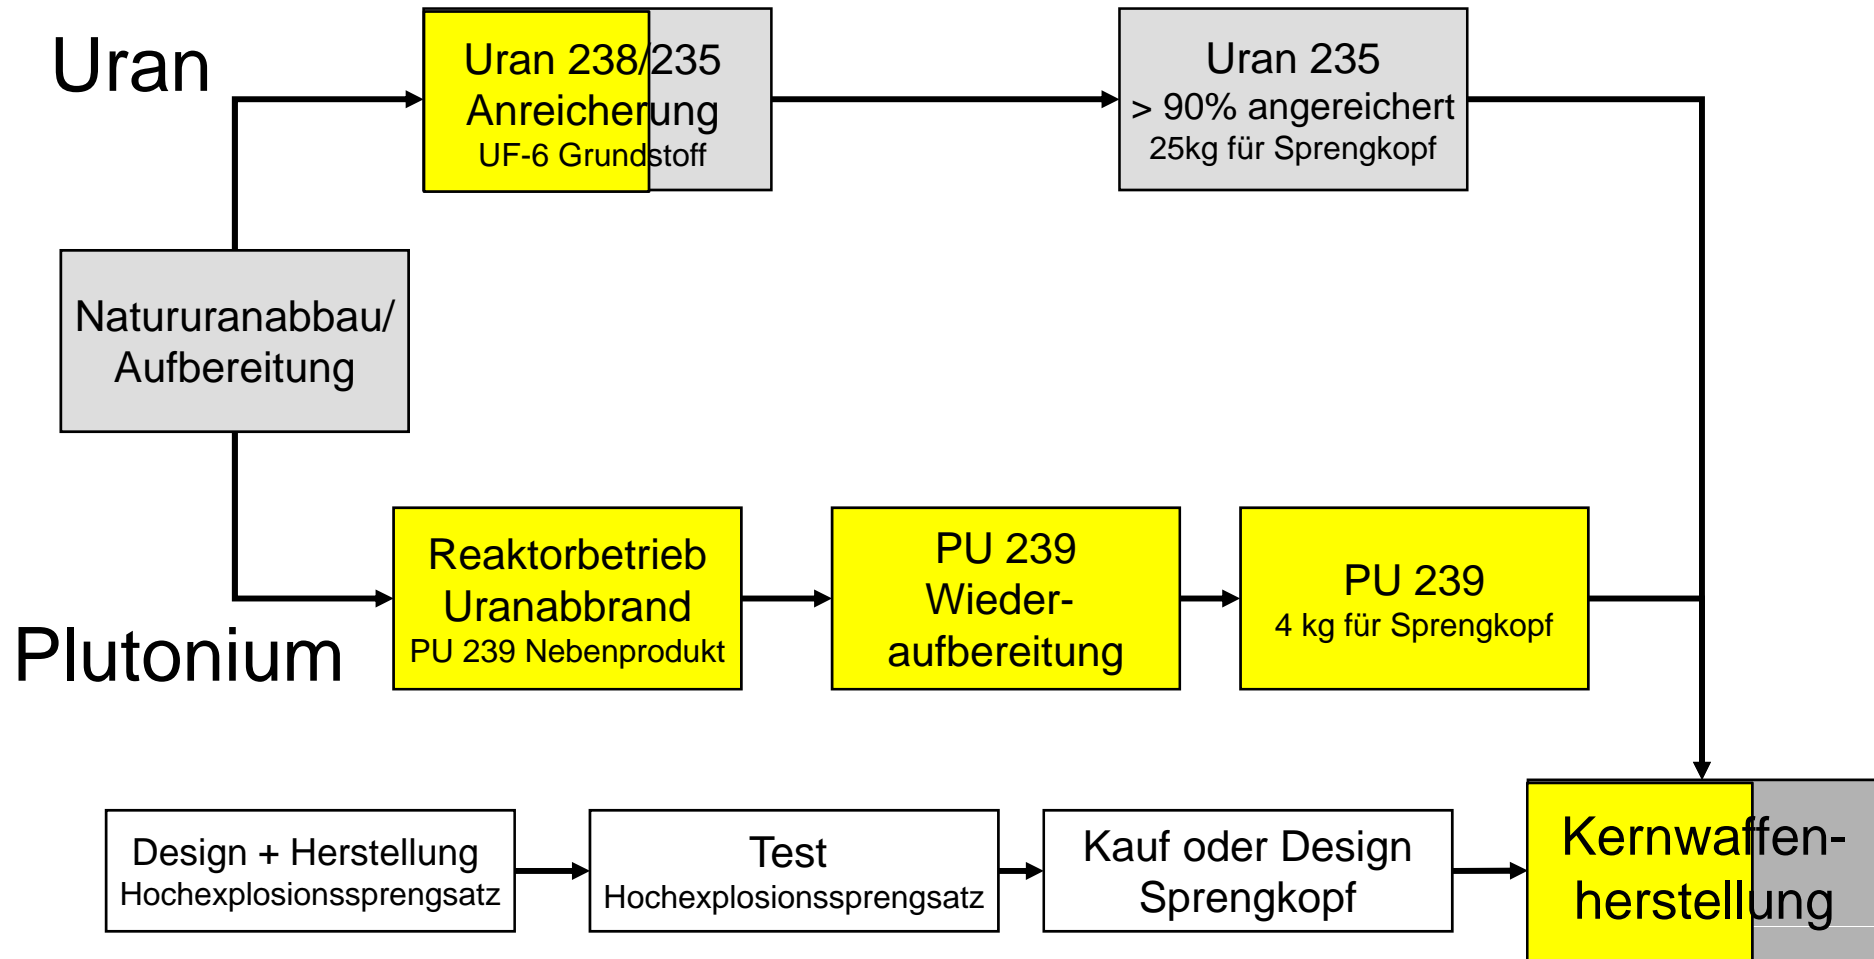 Uran
Uran 238/235
Anreicherung
UF-6 Grundstoff
Uran 235
> 90% angereichert
25kg für Sprengkopf
Natururanabbau/
Aufbereitung
Plutonium
Reaktorbetrieb
Uranabbrand
PU 239 Nebenprodukt
PU 239
Wieder-
aufbereitung
PU 239
4 kg für Sprengkopf
Design + Herstellung
Hochexplosionssprengsatz
Test
Hochexplosionssprengsatz
Kauf oder Design
Sprengkopf
Kernwaffen-
herstellung